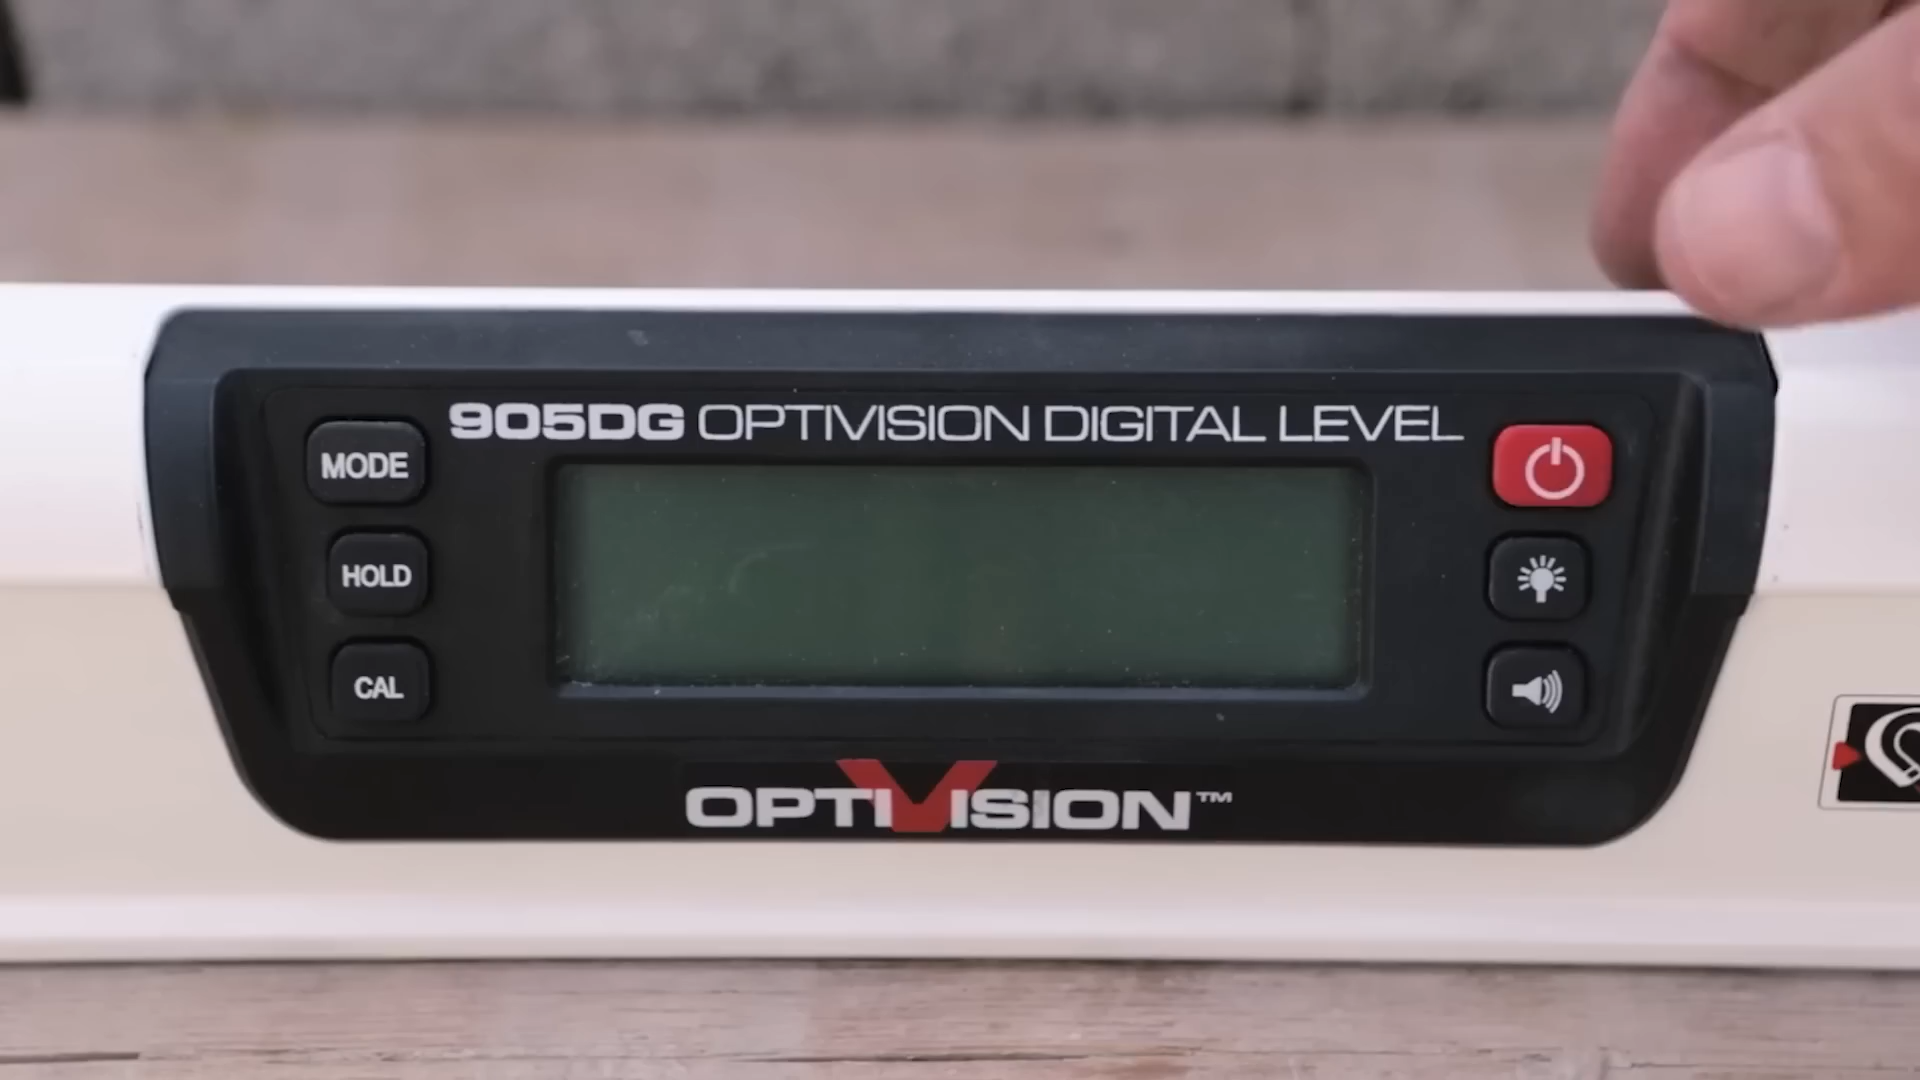 905DG OPTIVISION DIGITAL LEVEL
MODE
HOLD
CAL
OPTIVISION™